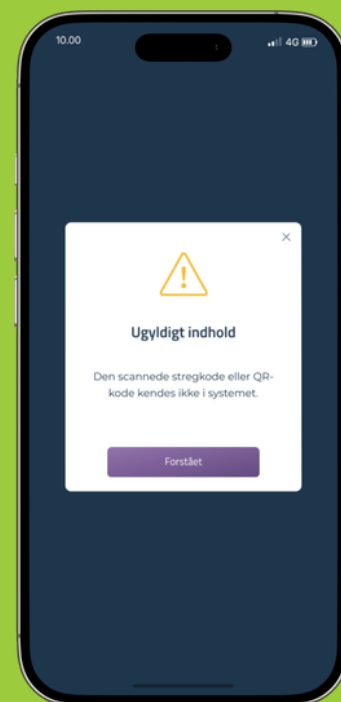 10.00 4G
Ugyldigt indhold
Den scannede stregkode eller QR-
kode kendes ikke i systemet.
Forstået